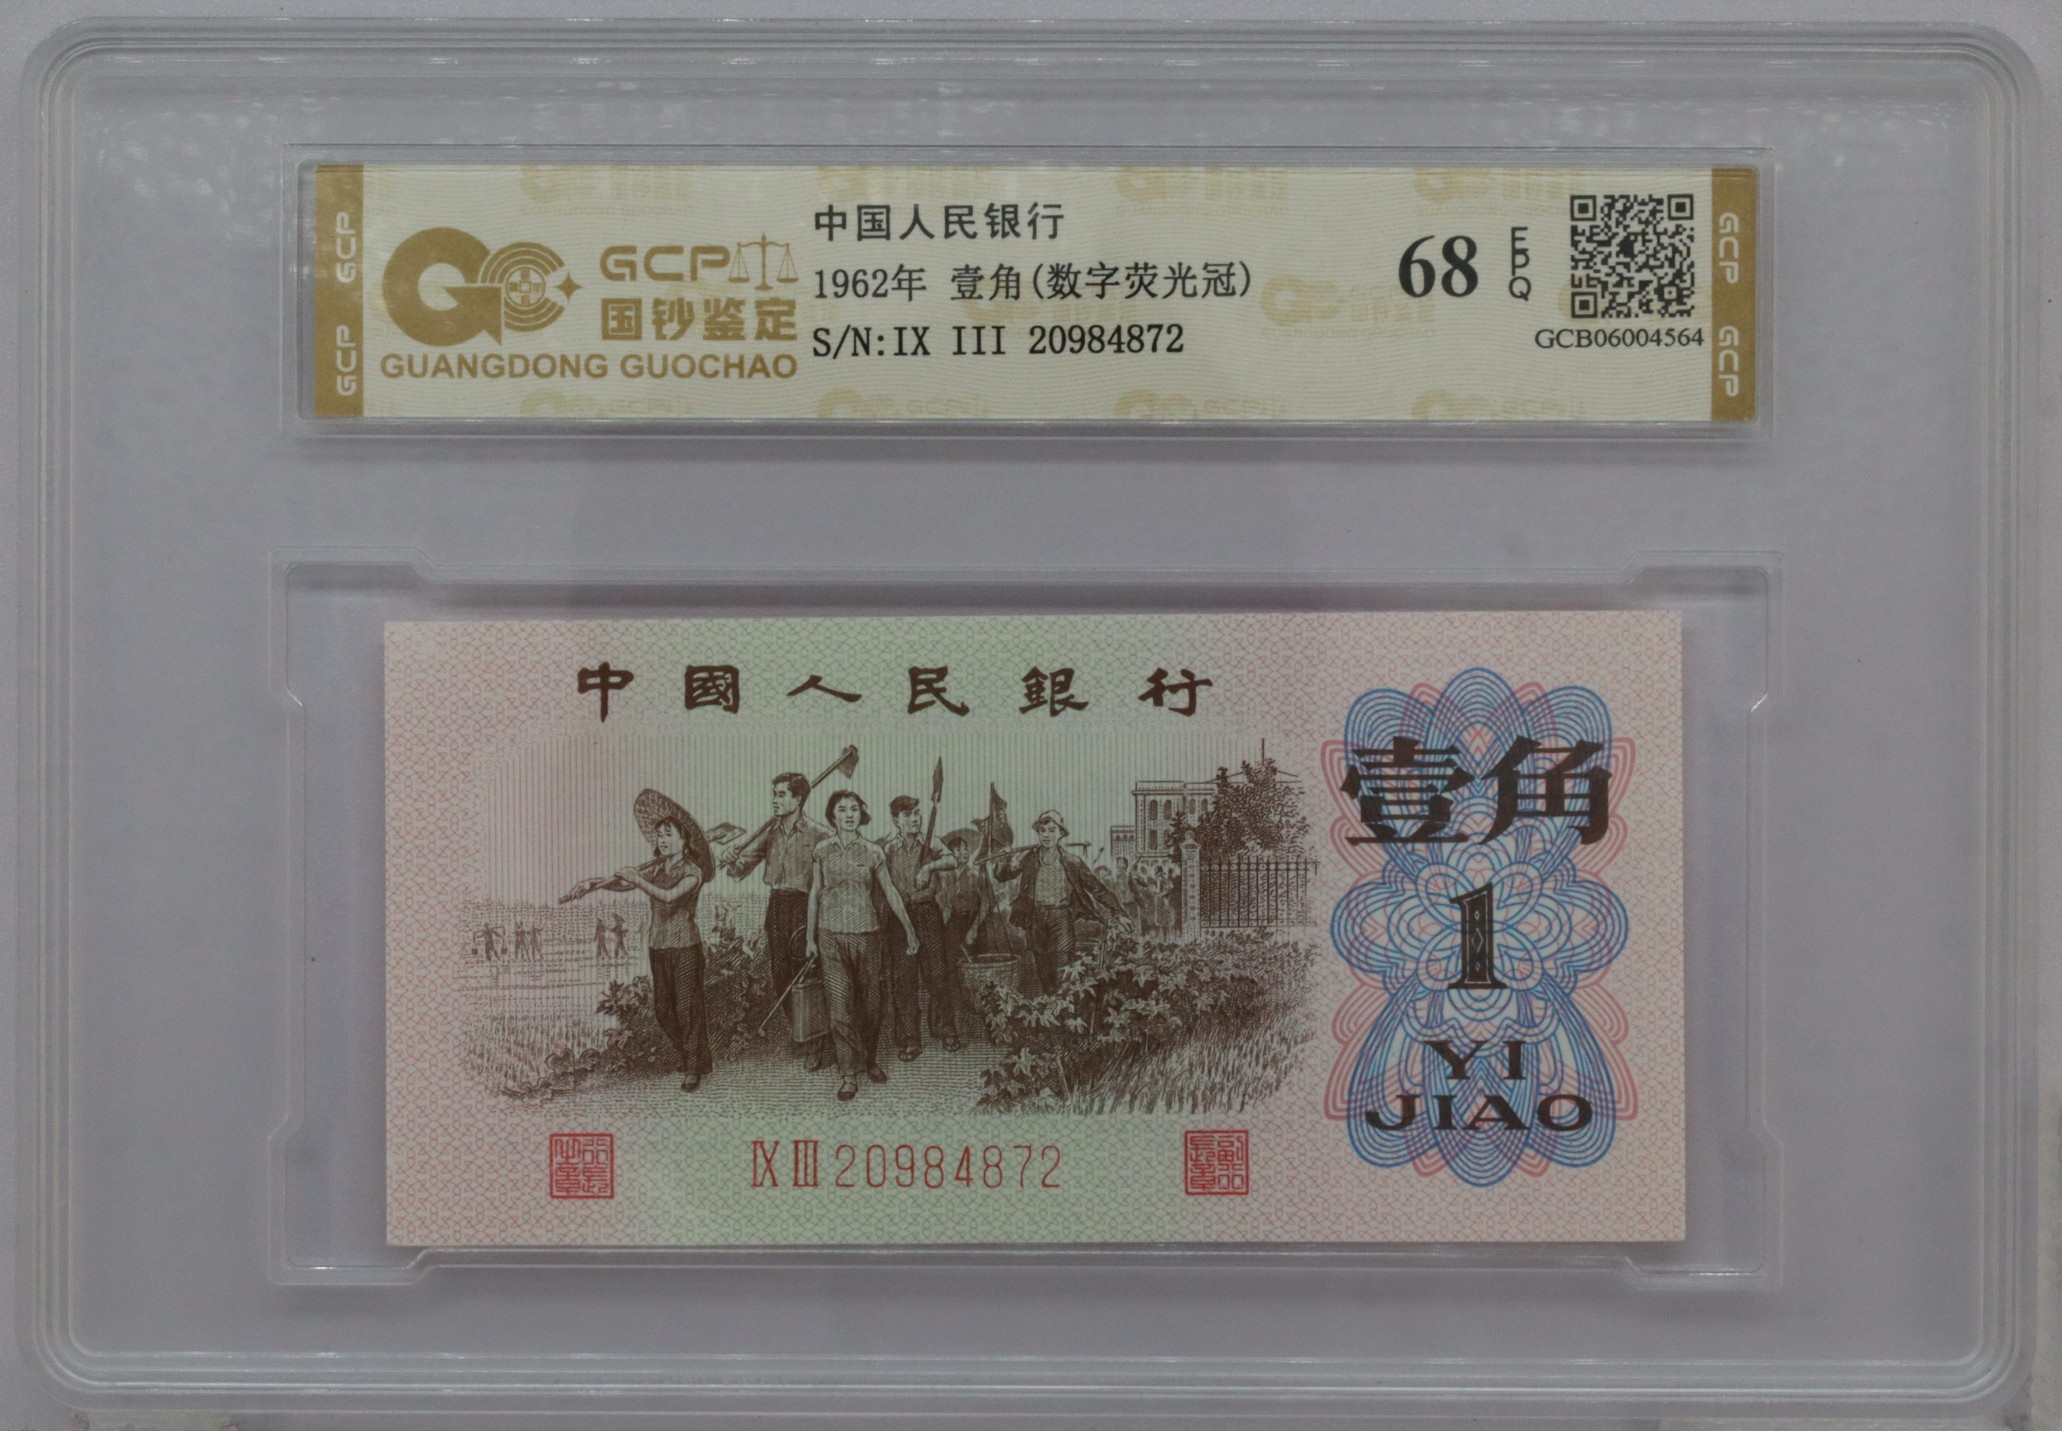 GCP
国钞鉴定
GUANGDONG GUOCHAO
中国人民银行
1962年 壹角(数字荧光冠)
S/N:IX III 20984872
68 EPQ
GCB06004564
GCP GCP
GCP GCP
中國人民銀行
壹角
1
YI
JIAO
IX III 20984872